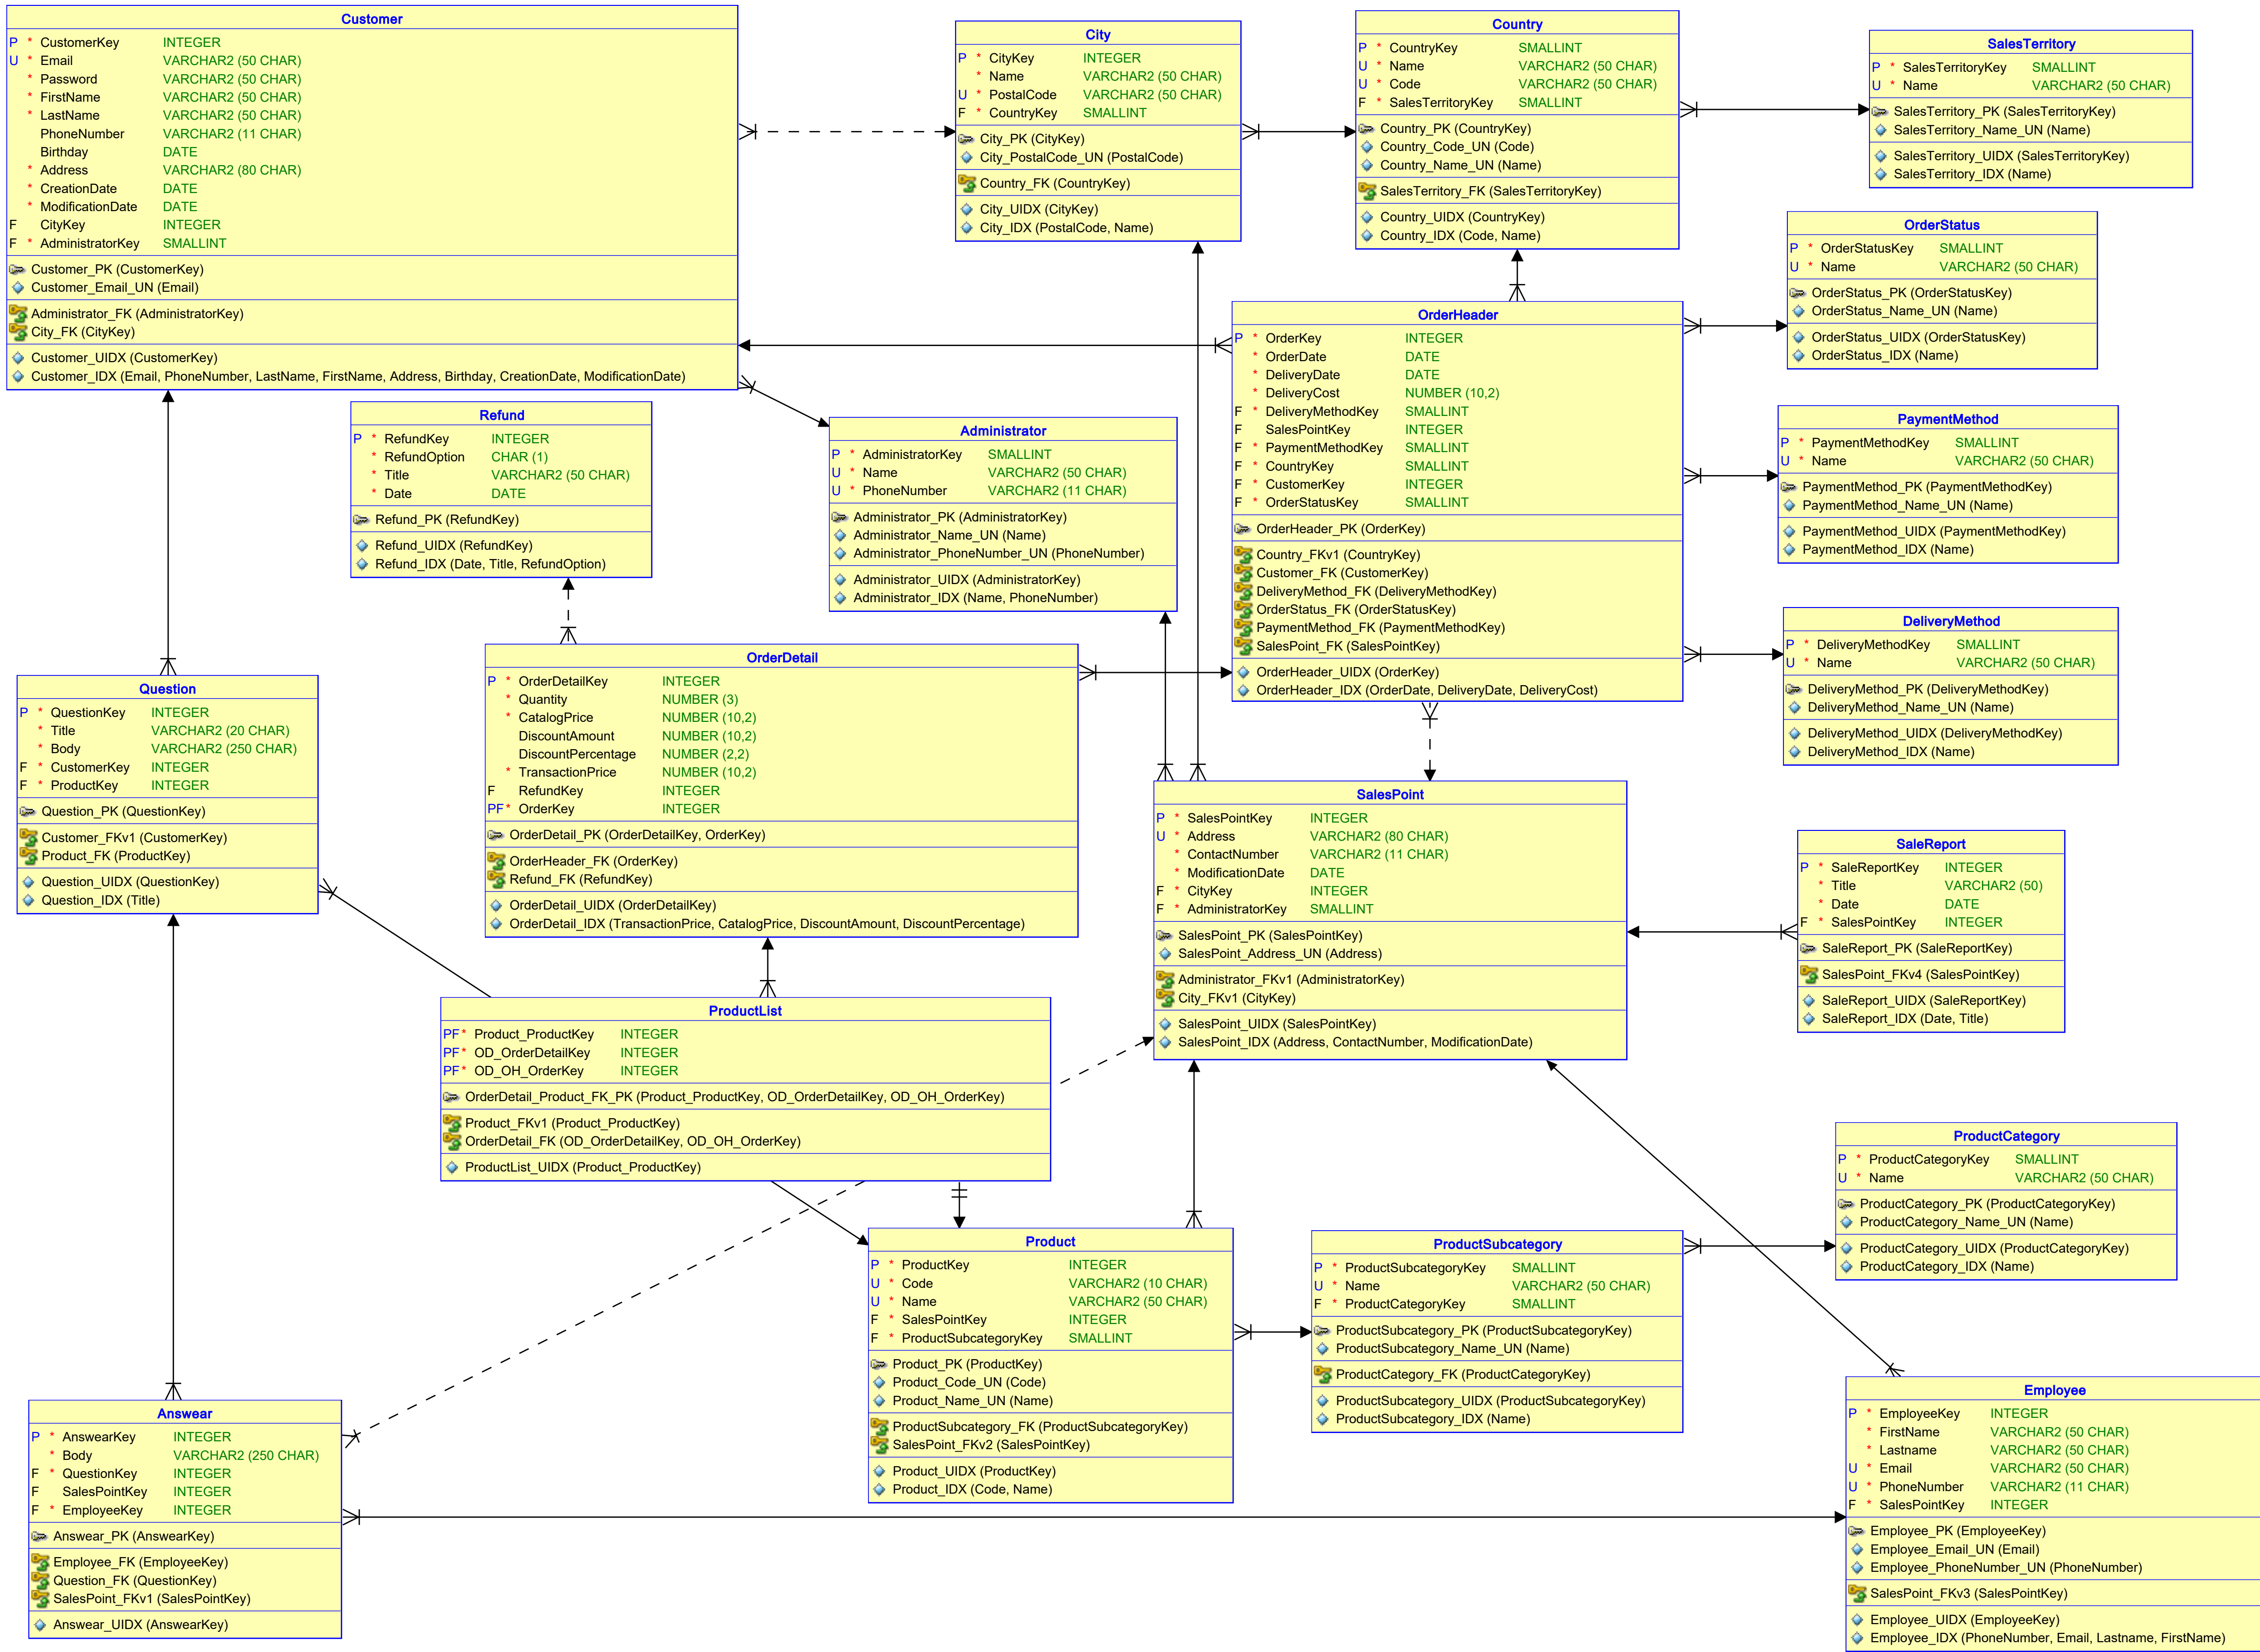 Customer
P * CustomerKey INTEGER
U * Email VARCHAR2 (50 CHAR)
* Password VARCHAR2 (50 CHAR)
* FirstName VARCHAR2 (50 CHAR)
* LastName VARCHAR2 (50 CHAR)
PhoneNumber VARCHAR2 (11 CHAR)
Birthday DATE
* Address VARCHAR2 (80 CHAR)
* CreationDate DATE
* ModificationDate DATE
F CityKey INTEGER
F * AdministratorKey SMALLINT
Customer_PK (CustomerKey)
Customer_Email_UN (Email)
Administrator_FK (AdministratorKey)
City_FK (CityKey)
Customer_UIDX (CustomerKey)
Customer_IDX (Email, PhoneNumber, LastName, FirstName, Address, Birthday, CreationDate, ModificationDate)
City
P * CityKey INTEGER
* Name VARCHAR2 (50 CHAR)
U * PostalCode VARCHAR2 (50 CHAR)
F * CountryKey SMALLINT
City_PK (CityKey)
City_PostalCode_UN (PostalCode)
Country_FK (CountryKey)
City_UIDX (CityKey)
City_IDX (PostalCode, Name)
Country
P * CountryKey SMALLINT
U * Name VARCHAR2 (50 CHAR)
U * Code VARCHAR2 (50 CHAR)
F * SalesTerritoryKey SMALLINT
Country_PK (CountryKey)
Country_Code_UN (Code)
Country_Name_UN (Name)
SalesTerritory_FK (SalesTerritoryKey)
Country_UIDX (CountryKey)
Country_IDX (Code, Name)
SalesTerritory
P * SalesTerritoryKey SMALLINT
U * Name VARCHAR2 (50 CHAR)
SalesTerritory_PK (SalesTerritoryKey)
SalesTerritory_Name_UN (Name)
SalesTerritory_UIDX (SalesTerritoryKey)
SalesTerritory_IDX (Name)
OrderStatus
P * OrderStatusKey SMALLINT
U * Name VARCHAR2 (50 CHAR)
OrderStatus_PK (OrderStatusKey)
OrderStatus_Name_UN (Name)
OrderStatus_UIDX (OrderStatusKey)
OrderStatus_IDX (Name)
OrderHeader
P * OrderKey INTEGER
* OrderDate DATE
* DeliveryDate DATE
* DeliveryCost NUMBER (10,2)
F * DeliveryMethodKey SMALLINT
F SalesPointKey INTEGER
F * PaymentMethodKey SMALLINT
F * CountryKey SMALLINT
F * CustomerKey INTEGER
F * OrderStatusKey SMALLINT
OrderHeader_PK (OrderKey)
Country_FKv1 (CountryKey)
Customer_FK (CustomerKey)
DeliveryMethod_FK (DeliveryMethodKey)
OrderStatus_FK (OrderStatusKey)
PaymentMethod_FK (PaymentMethodKey)
SalesPoint_FK (SalesPointKey)
OrderHeader_UIDX (OrderKey)
OrderHeader_IDX (OrderDate, DeliveryDate, DeliveryCost)
Refund
P * RefundKey INTEGER
* RefundOption CHAR (1)
* Title VARCHAR2 (50 CHAR)
* Date DATE
Refund_PK (RefundKey)
Refund_UIDX (RefundKey)
Refund_IDX (Date, Title, RefundOption)
Administrator
P * AdministratorKey SMALLINT
U * Name VARCHAR2 (50 CHAR)
U * PhoneNumber VARCHAR2 (11 CHAR)
Administrator_PK (AdministratorKey)
Administrator_Name_UN (Name)
Administrator_PhoneNumber_UN (PhoneNumber)
Administrator_UIDX (AdministratorKey)
Administrator_IDX (Name, PhoneNumber)
PaymentMethod
P * PaymentMethodKey SMALLINT
U * Name VARCHAR2 (50 CHAR)
PaymentMethod_PK (PaymentMethodKey)
PaymentMethod_Name_UN (Name)
PaymentMethod_UIDX (PaymentMethodKey)
PaymentMethod_IDX (Name)
DeliveryMethod
P * DeliveryMethodKey SMALLINT
U * Name VARCHAR2 (50 CHAR)
DeliveryMethod_PK (DeliveryMethodKey)
DeliveryMethod_Name_UN (Name)
DeliveryMethod_UIDX (DeliveryMethodKey)
DeliveryMethod_IDX (Name)
Question
P * QuestionKey INTEGER
* Title VARCHAR2 (20 CHAR)
* Body VARCHAR2 (250 CHAR)
F * CustomerKey INTEGER
F * ProductKey INTEGER
Question_PK (QuestionKey)
Customer_FKv1 (CustomerKey)
Product_FK (ProductKey)
Question_UIDX (QuestionKey)
Question_IDX (Title)
OrderDetail
P * OrderDetailKey INTEGER
* Quantity NUMBER (3)
* CatalogPrice NUMBER (10,2)
DiscountAmount NUMBER (10,2)
DiscountPercentage NUMBER (2,2)
* TransactionPrice NUMBER (10,2)
F RefundKey INTEGER
PF * OrderKey INTEGER
OrderDetail_PK (OrderDetailKey, OrderKey)
OrderHeader_FK (OrderKey)
Refund_FK (RefundKey)
OrderDetail_UIDX (OrderDetailKey)
OrderDetail_IDX (TransactionPrice, CatalogPrice, DiscountAmount, DiscountPercentage)
SalesPoint
P * SalesPointKey INTEGER
U * Address VARCHAR2 (80 CHAR)
* ContactNumber VARCHAR2 (11 CHAR)
* ModificationDate DATE
F * CityKey INTEGER
F * AdministratorKey SMALLINT
SalesPoint_PK (SalesPointKey)
SalesPoint_Address_UN (Address)
Administrator_FKv1 (AdministratorKey)
City_FKv1 (CityKey)
SalesPoint_UIDX (SalesPointKey)
SalesPoint_IDX (Address, ContactNumber, ModificationDate)
SaleReport
P * SaleReportKey INTEGER
* Title VARCHAR2 (50)
* Date DATE
F * SalesPointKey INTEGER
SaleReport_PK (SaleReportKey)
SalesPoint_FKv4 (SalesPointKey)
SaleReport_UIDX (SaleReportKey)
SaleReport_IDX (Date, Title)
ProductList
PF * Product_ProductKey INTEGER
PF * OD_OrderDetailKey INTEGER
PF * OD_OH_OrderKey INTEGER
OrderDetail_Product_FK_PK (Product_ProductKey, OD_OrderDetailKey, OD_OH_OrderKey)
Product_FKv1 (Product_ProductKey)
OrderDetail_FK (OD_OrderDetailKey, OD_OH_OrderKey)
ProductList_UIDX (Product_ProductKey)
ProductCategory
P * ProductCategoryKey SMALLINT
U * Name VARCHAR2 (50 CHAR)
ProductCategory_PK (ProductCategoryKey)
ProductCategory_Name_UN (Name)
ProductCategory_UIDX (ProductCategoryKey)
ProductCategory_IDX (Name)
Product
P * ProductKey INTEGER
U * Code VARCHAR2 (10 CHAR)
U * Name VARCHAR2 (50 CHAR)
F * SalesPointKey INTEGER
F * ProductSubcategoryKey SMALLINT
Product_PK (ProductKey)
Product_Code_UN (Code)
Product_Name_UN (Name)
ProductSubcategory_FK (ProductSubcategoryKey)
SalesPoint_FKv2 (SalesPointKey)
Product_UIDX (ProductKey)
Product_IDX (Code, Name)
ProductSubcategory
P * ProductSubcategoryKey SMALLINT
U * Name VARCHAR2 (50 CHAR)
F * ProductCategoryKey SMALLINT
ProductSubcategory_PK (ProductSubcategoryKey)
ProductSubcategory_Name_UN (Name)
ProductCategory_FK (ProductCategoryKey)
ProductSubcategory_UIDX (ProductSubcategoryKey)
ProductSubcategory_IDX (Name)
Answear
P * AnswearKey INTEGER
* Body VARCHAR2 (250 CHAR)
F * QuestionKey INTEGER
F SalesPointKey INTEGER
F * EmployeeKey INTEGER
Answear_PK (AnswearKey)
Employee_FK (EmployeeKey)
Question_FK (QuestionKey)
SalesPoint_FKv1 (SalesPointKey)
Answear_UIDX (AnswearKey)
Employee
P * EmployeeKey INTEGER
* FirstName VARCHAR2 (50 CHAR)
* Lastname VARCHAR2 (50 CHAR)
U * Email VARCHAR2 (50 CHAR)
U * PhoneNumber VARCHAR2 (11 CHAR)
F * SalesPointKey INTEGER
Employee_PK (EmployeeKey)
Employee_Email_UN (Email)
Employee_PhoneNumber_UN (PhoneNumber)
SalesPoint_FKv3 (SalesPointKey)
Employee_UIDX (EmployeeKey)
Employee_IDX (PhoneNumber, Email, Lastname, FirstName)